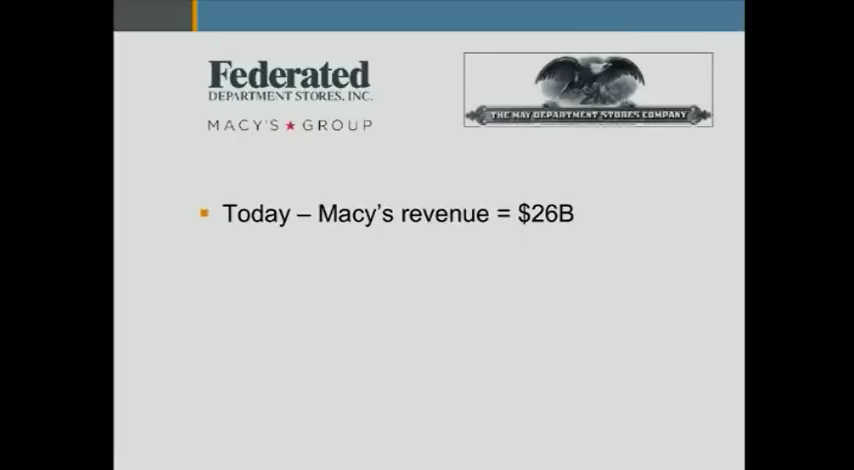 Federated
DEPARTMENT STORES, INC.
MACY'S ★ GROUP
THE MAY DEPARTMENT STORES COMPANY
Today – Macy's revenue = $26B